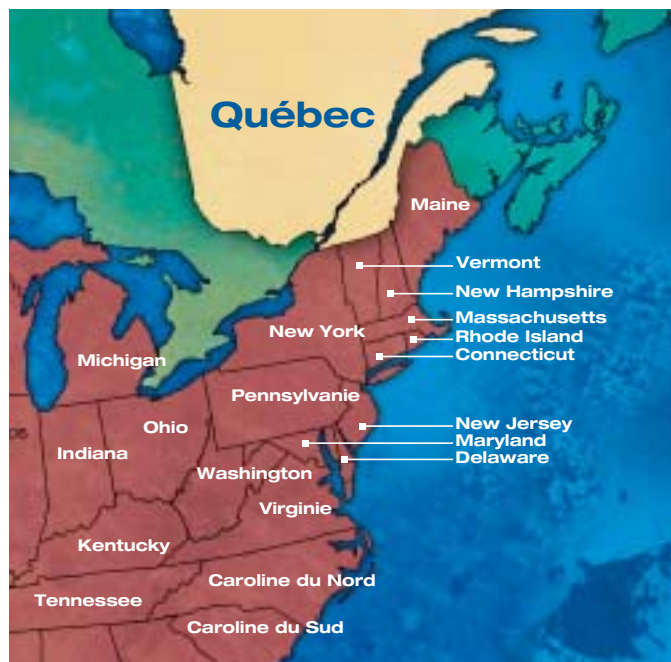 Québec
Maine
Vermont
New Hampshire
Massachusetts
New York
Rhode Island
Connecticut
Michigan
Pennsylvanie
New Jersey
Ohio
Maryland
Indiana
Delaware
Washington
Virginie
Kentucky
Caroline du Nord
Tennessee
Caroline du Sud